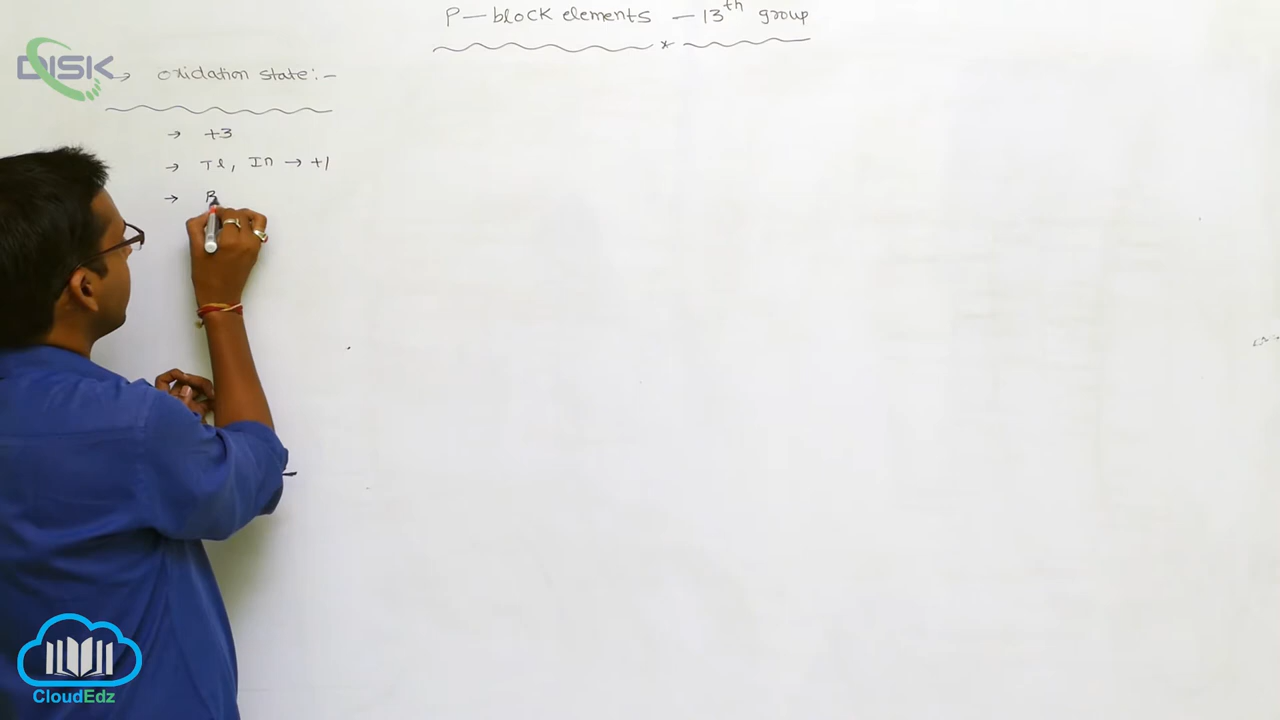 P-block elements - 13th group
DISK
→ oxidation state:-
→ +3
→ Tl, In → +1
→ B
CloudEdz